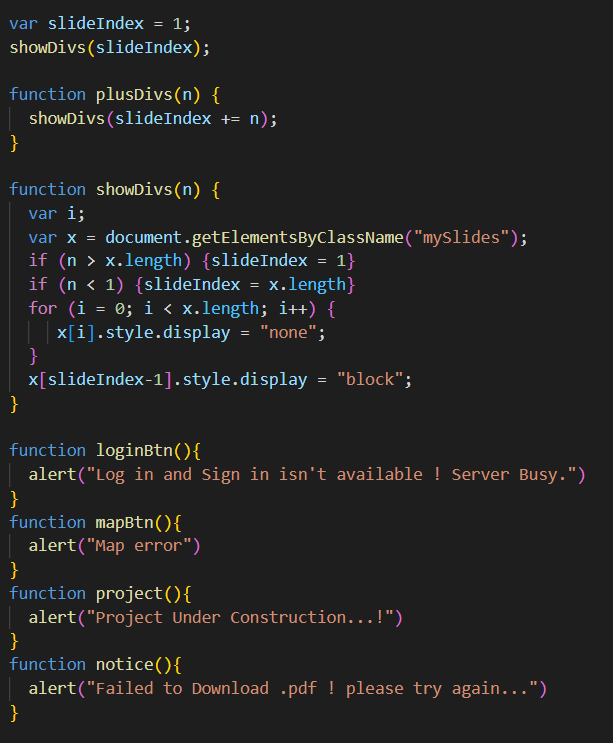 var slideIndex = 1;
showDivs(slideIndex);

function plusDivs(n) {
  showDivs(slideIndex += n);
}

function showDivs(n) {
  var i;
  var x = document.getElementsByClassName("mySlides");
  if (n > x.length) {slideIndex = 1}
  if (n < 1) {slideIndex = x.length}
  for (i = 0; i < x.length; i++) {
     x[i].style.display = "none";
  }
  x[slideIndex-1].style.display = "block";
}

function loginBtn(){
  alert("Log in and Sign in isn't available ! Server Busy.")
}
function mapBtn(){
  alert("Map error")
}
function project(){
  alert("Project Under Construction...!")
}
function notice(){
  alert("Failed to Download .pdf ! please try again...")
}